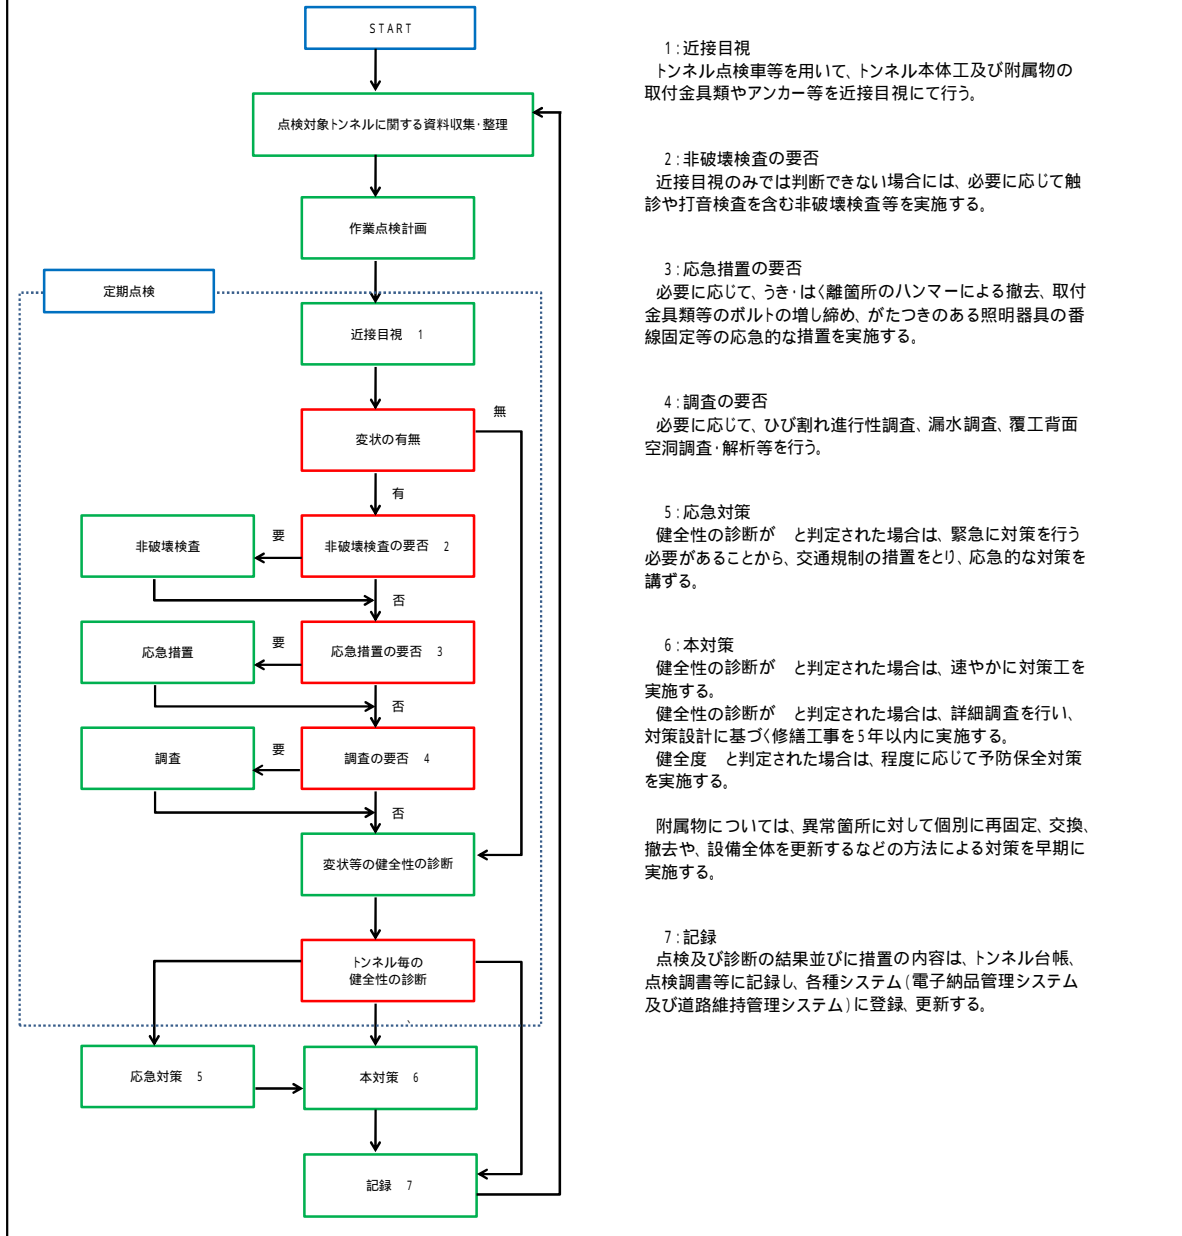 START
点検対象トンネルに関する資料収集・整理
作業点検計画
定期点検
近接目視 1
変状の有無
無
有
非破壊検査の要否 2
要
非破壊検査
否
応急措置の要否 3
要
応急措置
否
調査の要否 4
要
調査
否
変状等の健全性の診断
トンネル毎の
健全性の診断
、
応急対策 5
本対策 6
記録 7
1:近接目視
トンネル点検車等を用いて、トンネル本体工及び附属物の
取付金具類やアンカー等を近接目視にて行う。
2:非破壊検査の要否
近接目視のみでは判断できない場合には、必要に応じて触
診や打音検査を含む非破壊検査等を実施する。
3:応急措置の要否
必要に応じて、うき・はく離箇所のハンマーによる撤去、取付
金具類等のボルトの増し締め、がたつきのある照明器具の番
線固定等の応急的な措置を実施する。
4:調査の要否
必要に応じて、ひび割れ進行性調査、漏水調査、覆工背面
空洞調査・解析等を行う。
5:応急対策
健全性の診断が　と判定された場合は、緊急に対策を行う
必要があることから、交通規制の措置をとり、応急的な対策を
講ずる。
6:本対策
健全性の診断が　と判定された場合は、速やかに対策工を
実施する。
健全性の診断が　と判定された場合は、詳細調査を行い、
対策設計に基づく修繕工事を5年以内に実施する。
健全度　と判定された場合は、程度に応じて予防保全対策
を実施する。
附属物については、異常箇所に対して個別に再固定、交換、
撤去や、設備全体を更新するなどの方法による対策を早期に
実施する。
7:記録
点検及び診断の結果並びに措置の内容は、トンネル台帳、
点検調書等に記録し、各種システム(電子納品管理システム
及び道路維持管理システム)に登録、更新する。